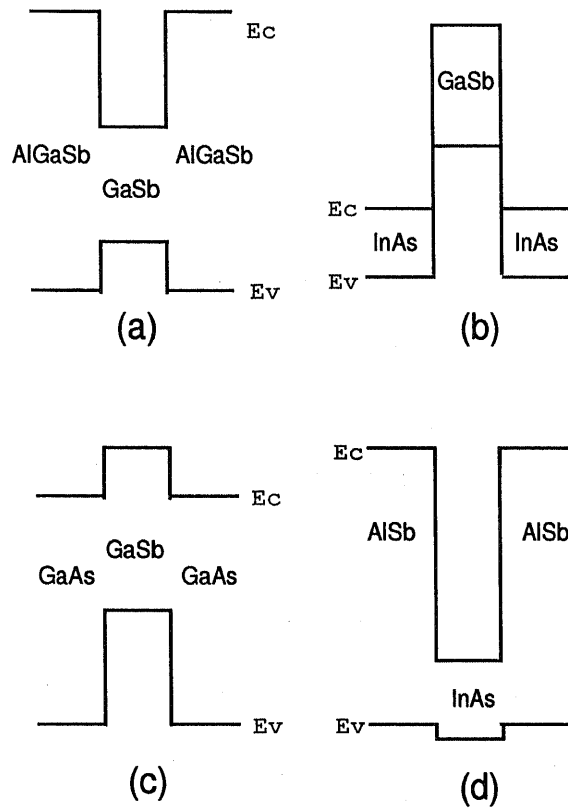 Ec
AlGaSb
AlGaSb
GaSb
Ev
(a)
GaSb
Ec
InAs
InAs
Ev
(b)
Ec
GaSb
GaAs
GaAs
Ev
(c)
Ec
AlSb
AlSb
InAs
Ev
(d)